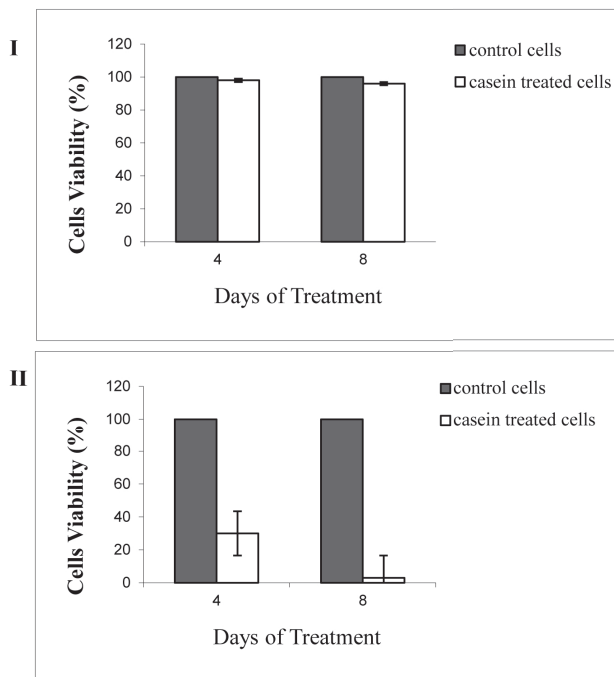 I
120
100
80
60
40
20
0
Cells Viability (%)
4
8
Days of Treatment
control cells
casein treated cells
II
120
100
80
60
40
20
0
Cells Viability (%)
4
8
Days of Treatment
control cells
casein treated cells